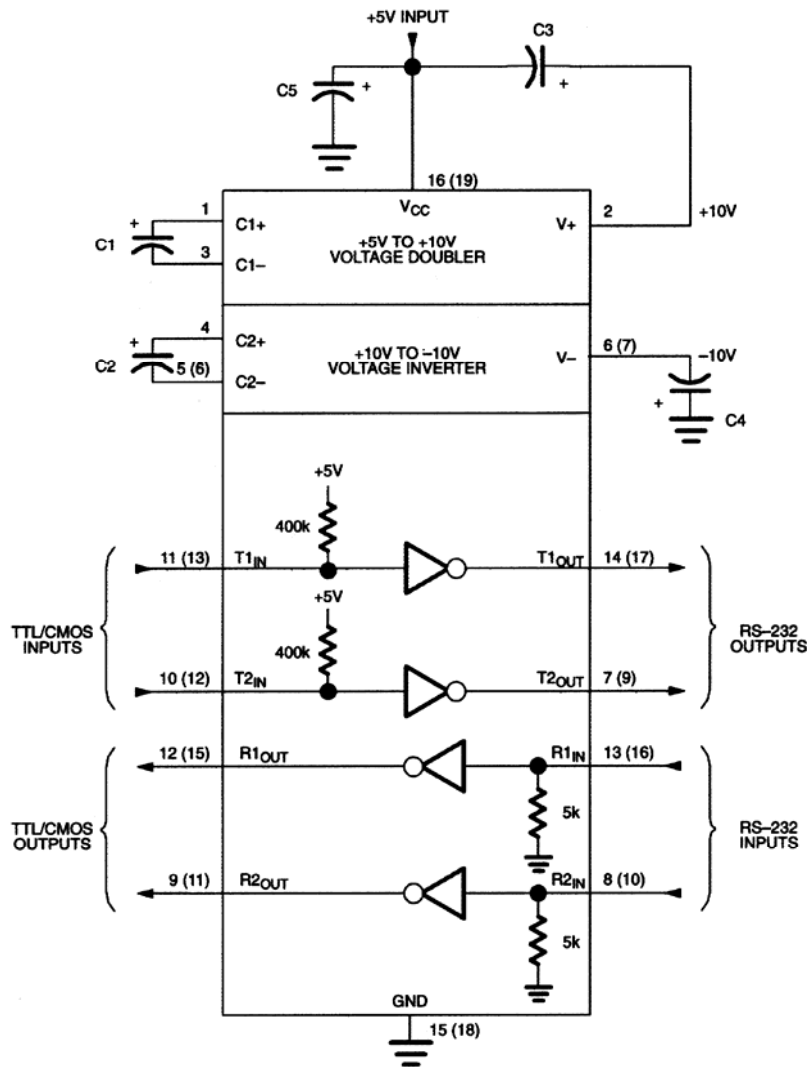 +5V INPUT
C3
C5
+
+
16 (19)
1
VCC
2
+10V
+
C1+
V+
C1
+5V TO +10V
VOLTAGE DOUBLER
3
C1–
4
+
C2+
6 (7)
–10V
C2
+10V TO –10V
VOLTAGE INVERTER
V–
5 (6)
C2–
+
C4
+5V
400k
11 (13)
T1IN
T1OUT
14 (17)
+5V
TTL/CMOS
INPUTS
RS–232
OUTPUTS
400k
10 (12)
T2IN
T2OUT
7 (9)
12 (15)
R1OUT
R1IN
13 (16)
5k
TTL/CMOS
OUTPUTS
RS–232
INPUTS
9 (11)
R2OUT
R2IN
8 (10)
5k
GND
15 (18)